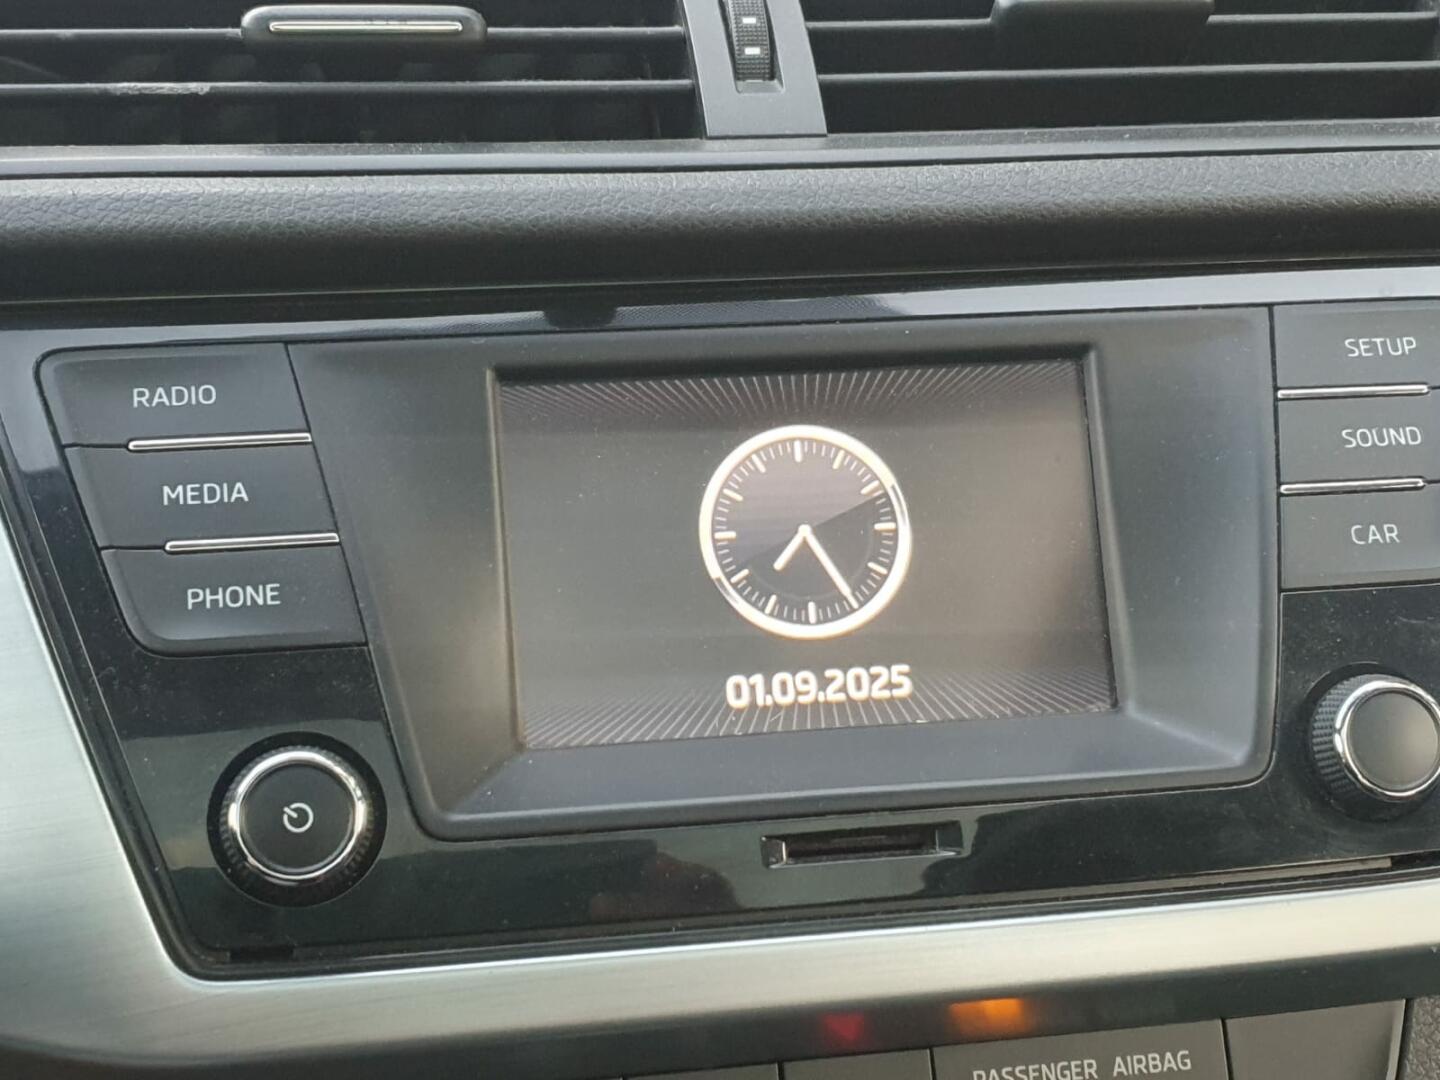 RADIO
MEDIA
PHONE
01.09.2025
SETUP
SOUND
CAR
PASSENGER AIRBAG